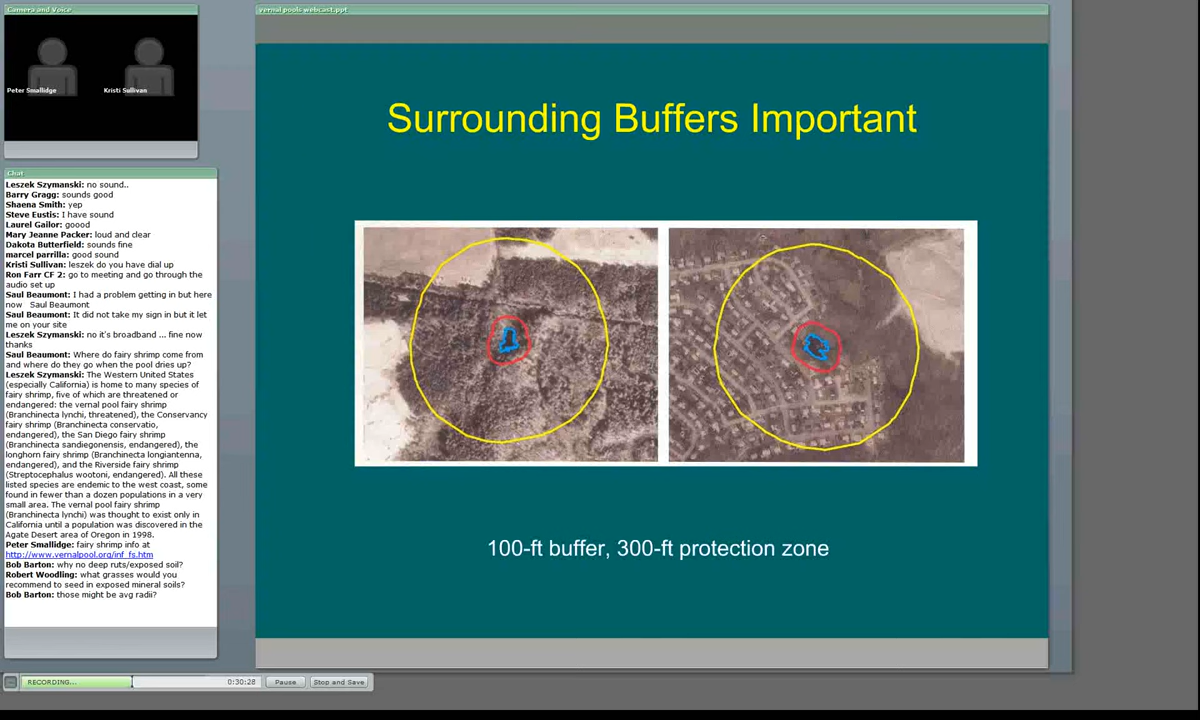 Camera and Voice
Peter Smallidge
Kristi Sullivan
Chat
Leszek Szymanski: no sound..
Barry Gragg: sounds good
Shaena Smith: yep
Steve Eustis: I have sound
Laurel Gailor: goood
Mary Jeanne Packer: loud and clear
Dakota Butterfield: sounds fine
marcel parrilla: good sound
Kristi Sullivan: leszek do you have dial up
Ron Farr CF 2: go to meeting and go through the
audio set up
Saul Beaumont: I had a problem getting in but here
now Saul Beaumont
Saul Beaumont: It did not take my sign in but it let
me on your site
Leszek Szymanski: no it's broadband ... fine now
thanks
Saul Beaumont: Where do fairy shrimp come from
and where do they go when the pool dries up?
Leszek Szymanski: The Western United States
(especially California) is home to many species of
fairy shrimp, five of which are threatened or
endangered: the vernal pool fairy shrimp
(Branchinecta lynchi, threatened), the Conservancy
fairy shrimp (Branchinecta conservatio,
endangered), the San Diego fairy shrimp
(Branchinecta sandiegonensis, endangered), the
longhorn fairy shrimp (Branchinecta longiantenna,
endangered), and the Riverside fairy shrimp
(Streptocephalus wootoni, endangered). All these
listed species are endemic to the west coast, some
found in fewer than a dozen populations in a very
small area. The vernal pool fairy shrimp
(Branchinecta lynchi) was thought to exist only in
California until a population was discovered in the
Agate Desert area of Oregon in 1998.
Peter Smallidge: fairy shrimp info at
http://www.vernalpool.org/inf_fs.htm
Bob Barton: why no deep ruts/exposed soil?
Robert Woodling: what grasses would you
recommend to seed in exposed mineral soils?
Bob Barton: those might be avg radii?
vernal pools webcast.ppt
Surrounding Buffers Important
100-ft buffer, 300-ft protection zone
RECORDING...
0:30:28
Pause
Stop and Save